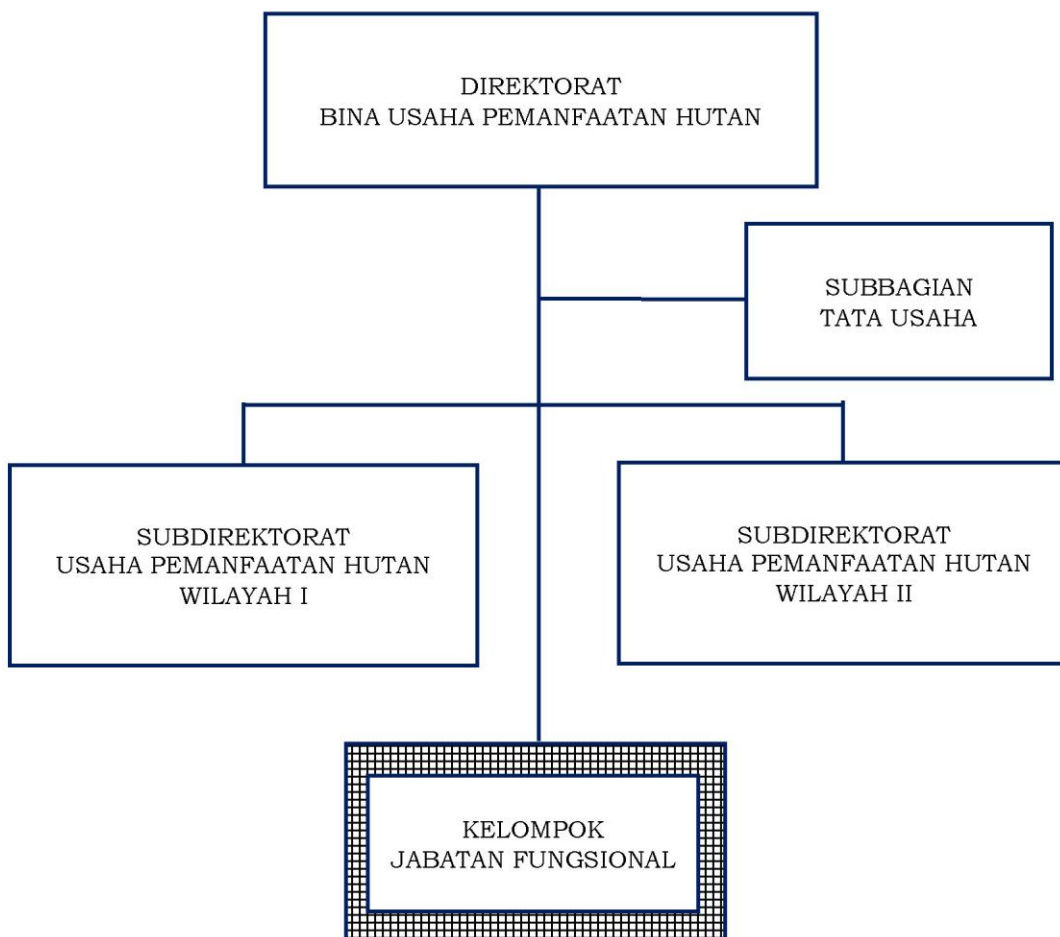 DIREKTORAT
BINA USAHA PEMANFAATAN HUTAN
SUBBAGIAN
TATA USAHA
SUBDIREKTORAT
USAHA PEMANFAATAN HUTAN
WILAYAH I
SUBDIREKTORAT
USAHA PEMANFAATAN HUTAN
WILAYAH II
KELOMPOK
JABATAN FUNGSIONAL